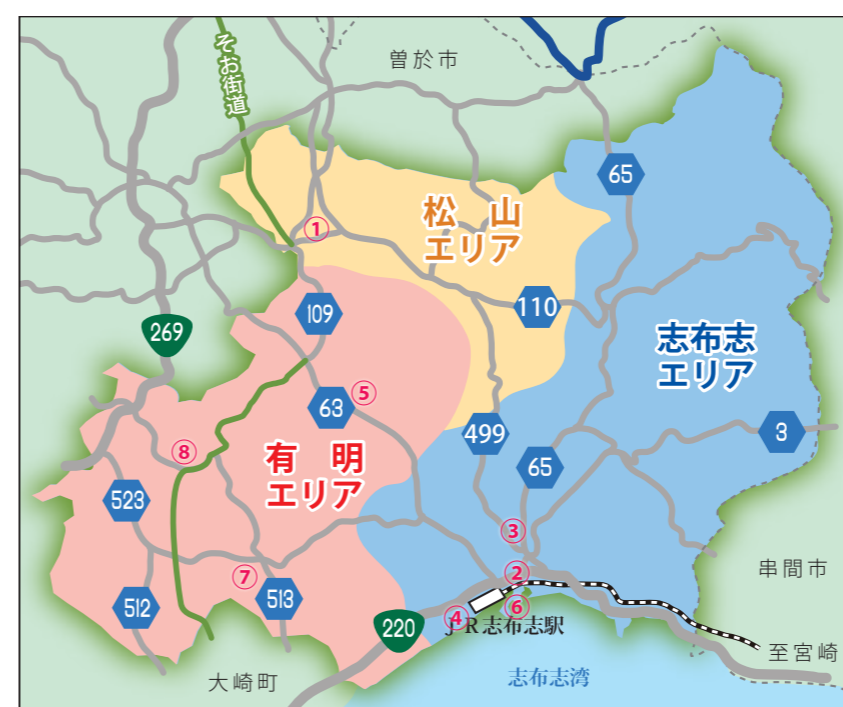 そお街道
曽於市
65
松 山
エリア
①
109
110
269
志布志
エリア
63
⑤
499
3
有 明
エリア
⑧
65
523
③
②
串間市
⑦
512
513
④
⑥
JR志布志駅
220
至宮崎
大崎町
志布志湾